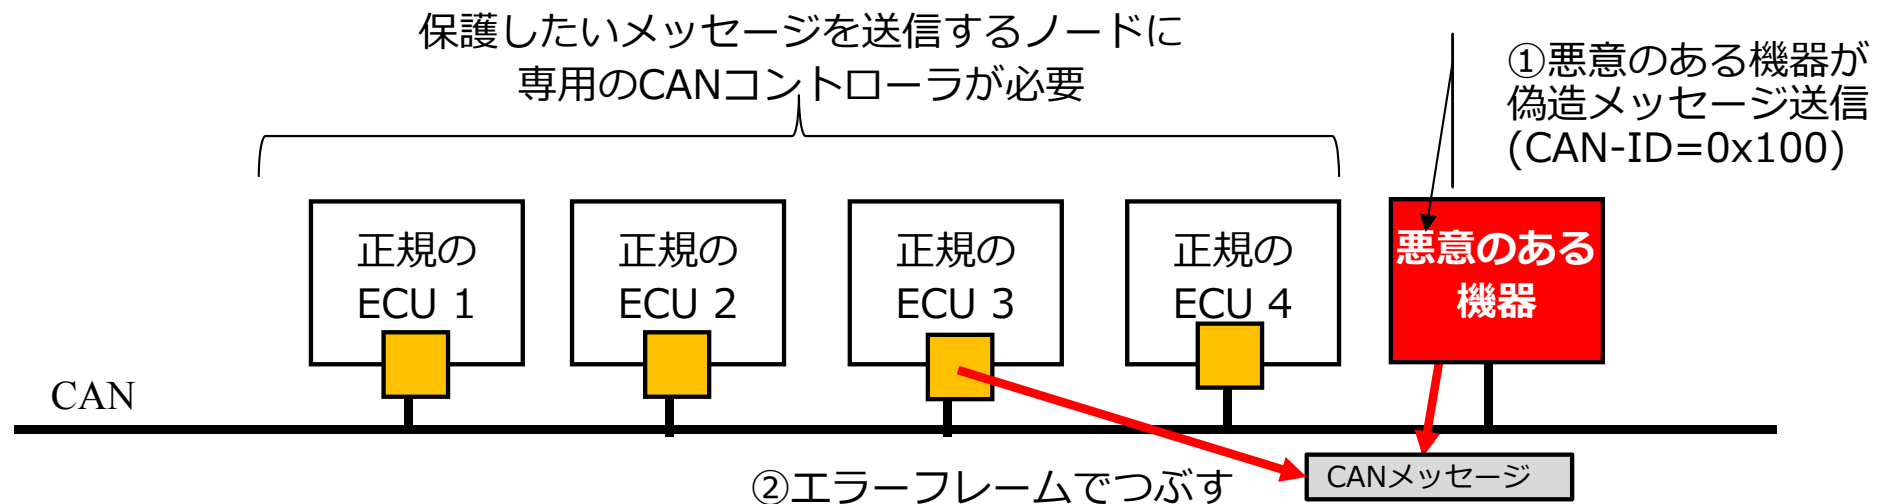 保護したいメッセージを送信するノードに
専用のCANコントローラが必要
①悪意のある機器が
偽造メッセージ送信
(CAN-ID=0x100)
正規の
ECU 1
正規の
ECU 2
正規の
ECU 3
正規の
ECU 4
悪意のある
機器
CAN
②エラーフレームでつぶす
CANメッセージ